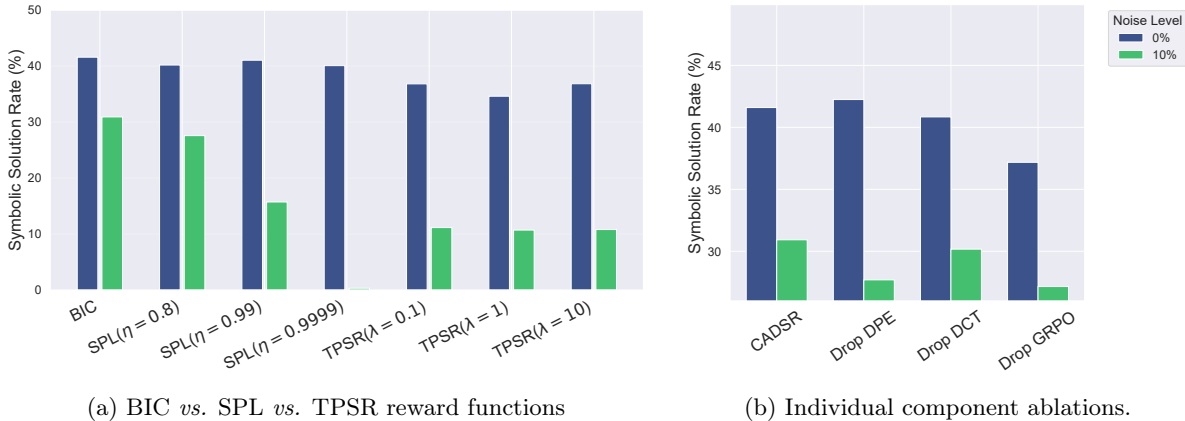 Symbolic Solution Rate (%)
50
40
30
20
10
0
BIC
SPL(η = 0.8)
SPL(η = 0.99)
SPL(η = 0.9999)
TPSR(λ = 0.1)
TPSR(λ = 1)
TPSR(λ = 10)
(a) BIC vs. SPL vs. TPSR reward functions
Symbolic Solution Rate (%)
45
40
35
30
CADSR
Drop DPE
Drop DCT
Drop GRPO
Noise Level
0%
10%
(b) Individual component ablations.